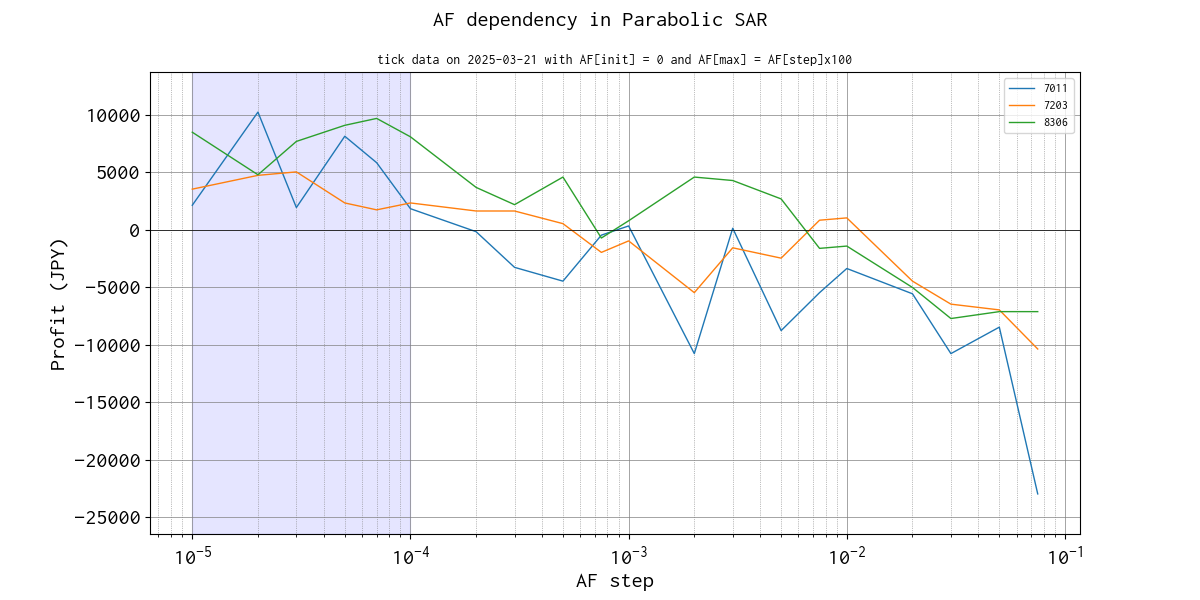 AF dependency in Parabolic SAR
tick data on 2025-03-21 with AF[init] = 0 and AF[max] = AF[step]x100
7011
7203
8306
10000
5000
0
−5000
−10000
−15000
−20000
−25000
Profit (JPY)
10⁻⁵ 10⁻⁴ 10⁻³ 10⁻² 10⁻¹
AF step